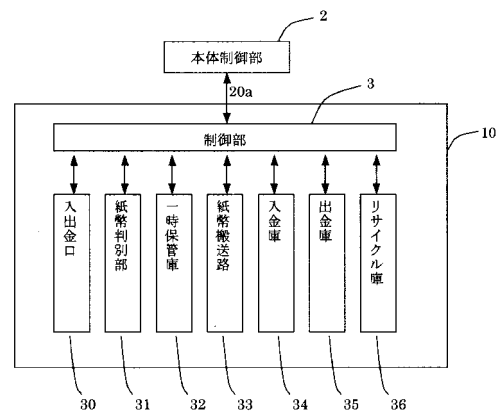 2
本体制御部
20a
3
制御部
10
入出金口
紙幣判別部
一時保管庫
紙幣搬送路
入金庫
出金庫
リサイクル庫
30 31 32 33 34 35 36